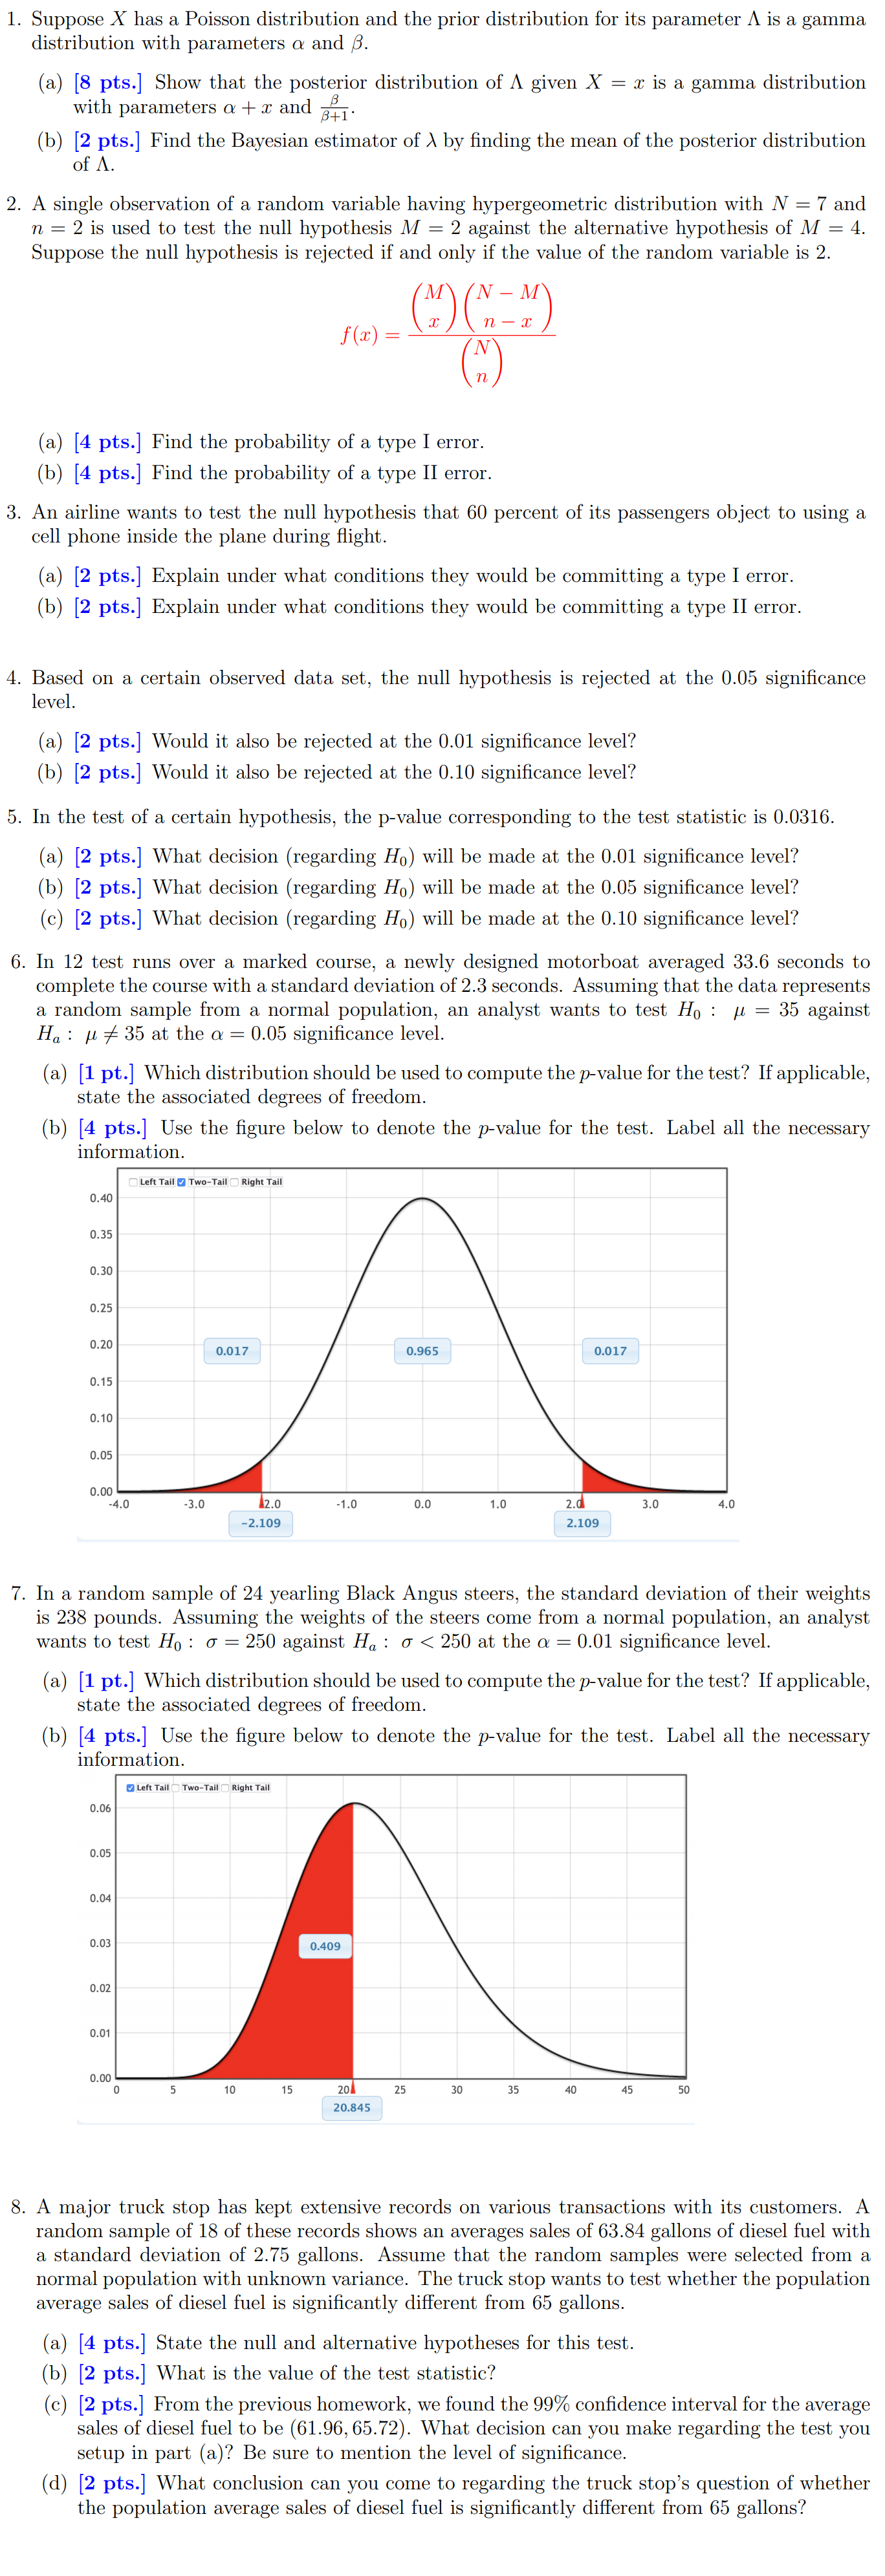 1. Suppose X has a Poisson distribution and the prior distribution for its parameter Λ is a gamma
distribution with parameters α and β.
(a) [8 pts.] Show that the posterior distribution of Λ given X = x is a gamma distribution
with parameters α + x and β/(β+1).
(b) [2 pts.] Find the Bayesian estimator of λ by finding the mean of the posterior distribution
of Λ.
2. A single observation of a random variable having hypergeometric distribution with N = 7 and
n = 2 is used to test the null hypothesis M = 2 against the alternative hypothesis of M = 4.
Suppose the null hypothesis is rejected if and only if the value of the random variable is 2.
f(x) = (M x)(N − M n − x) / (N n)
(a) [4 pts.] Find the probability of a type I error.
(b) [4 pts.] Find the probability of a type II error.
3. An airline wants to test the null hypothesis that 60 percent of its passengers object to using a
cell phone inside the plane during flight.
(a) [2 pts.] Explain under what conditions they would be committing a type I error.
(b) [2 pts.] Explain under what conditions they would be committing a type II error.
4. Based on a certain observed data set, the null hypothesis is rejected at the 0.05 significance
level.
(a) [2 pts.] Would it also be rejected at the 0.01 significance level?
(b) [2 pts.] Would it also be rejected at the 0.10 significance level?
5. In the test of a certain hypothesis, the p-value corresponding to the test statistic is 0.0316.
(a) [2 pts.] What decision (regarding H₀) will be made at the 0.01 significance level?
(b) [2 pts.] What decision (regarding H₀) will be made at the 0.05 significance level?
(c) [2 pts.] What decision (regarding H₀) will be made at the 0.10 significance level?
6. In 12 test runs over a marked course, a newly designed motorboat averaged 33.6 seconds to
complete the course with a standard deviation of 2.3 seconds. Assuming that the data represents
a random sample from a normal population, an analyst wants to test H₀ : μ = 35 against
Hₐ : μ ≠ 35 at the α = 0.05 significance level.
(a) [1 pt.] Which distribution should be used to compute the p-value for the test? If applicable,
state the associated degrees of freedom.
(b) [4 pts.] Use the figure below to denote the p-value for the test. Label all the necessary
information.
Left Tail Two-Tail Right Tail
0.40
0.35
0.30
0.25
0.20
0.017 0.965 0.017
0.15
0.10
0.05
0.00
-4.0 -3.0 2.0 -1.0 0.0 1.0 2.0 3.0 4.0
-2.109 2.109
7. In a random sample of 24 yearling Black Angus steers, the standard deviation of their weights
is 238 pounds. Assuming the weights of the steers come from a normal population, an analyst
wants to test H₀ : σ = 250 against Hₐ : σ < 250 at the α = 0.01 significance level.
(a) [1 pt.] Which distribution should be used to compute the p-value for the test? If applicable,
state the associated degrees of freedom.
(b) [4 pts.] Use the figure below to denote the p-value for the test. Label all the necessary
information.
Left Tail Two-Tail Right Tail
0.06
0.05
0.04
0.03
0.409
0.02
0.01
0.00
0 5 10 15 20 25 30 35 40 45 50
20.845
8. A major truck stop has kept extensive records on various transactions with its customers. A
random sample of 18 of these records shows an averages sales of 63.84 gallons of diesel fuel with
a standard deviation of 2.75 gallons. Assume that the random samples were selected from a
normal population with unknown variance. The truck stop wants to test whether the population
average sales of diesel fuel is significantly different from 65 gallons.
(a) [4 pts.] State the null and alternative hypotheses for this test.
(b) [2 pts.] What is the value of the test statistic?
(c) [2 pts.] From the previous homework, we found the 99% confidence interval for the average
sales of diesel fuel to be (61.96, 65.72). What decision can you make regarding the test you
setup in part (a)? Be sure to mention the level of significance.
(d) [2 pts.] What conclusion can you come to regarding the truck stop's question of whether
the population average sales of diesel fuel is significantly different from 65 gallons?